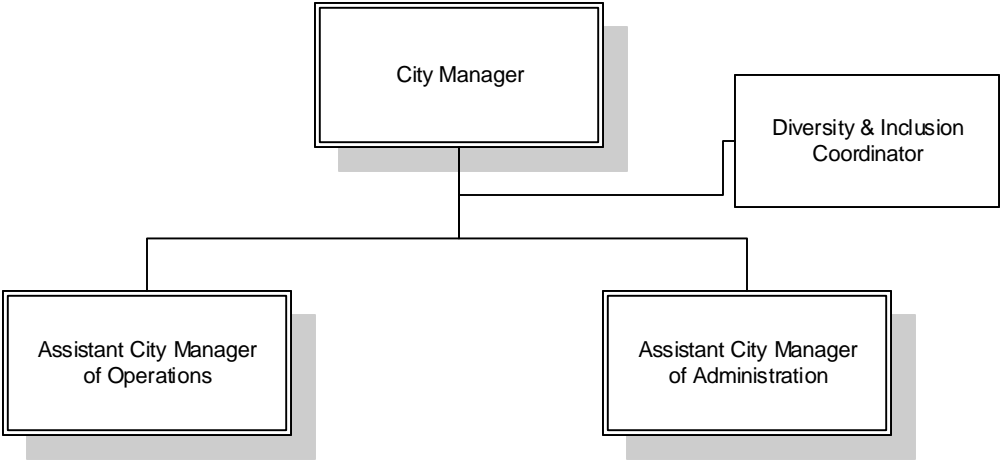 City Manager
Diversity & Inclusion
Coordinator
Assistant City Manager
of Operations
Assistant City Manager
of Administration